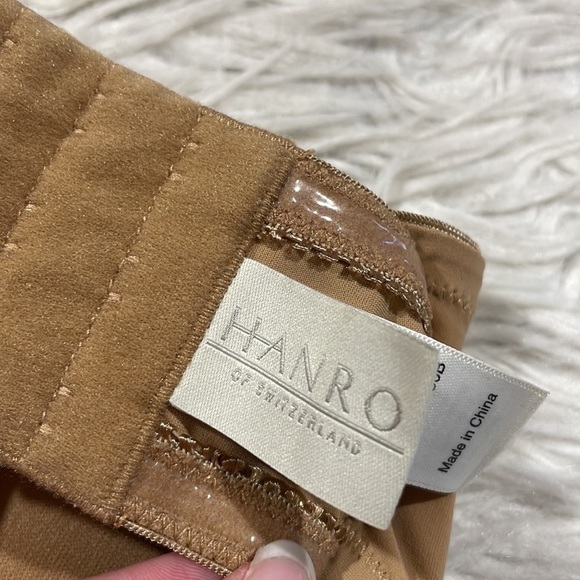 HANRO
OF SWITZERLAND
Made in China